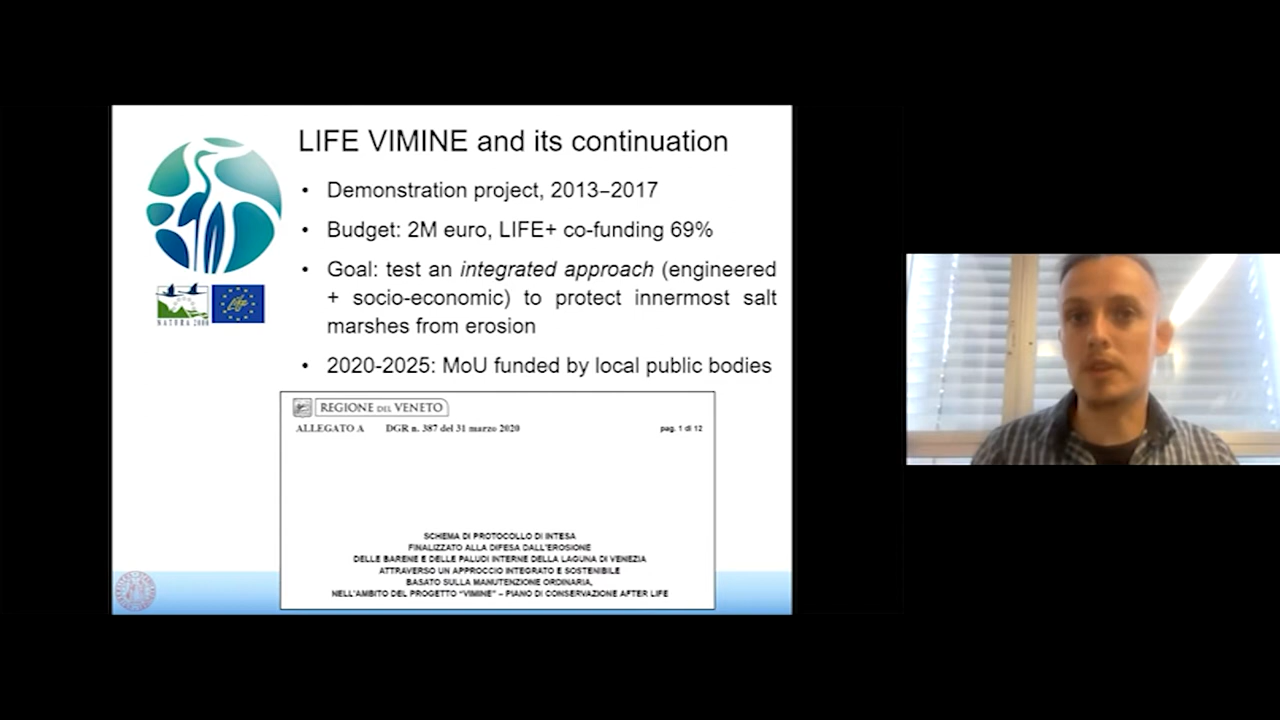 LIFE VIMINE and its continuation
• Demonstration project, 2013–2017
• Budget: 2M euro, LIFE+ co-funding 69%
• Goal: test an integrated approach (engineered
+ socio-economic) to protect innermost salt
marshes from erosion
• 2020-2025: MoU funded by local public bodies
NATURA 2000
life
REGIONE DEL VENETO
ALLEGATO A DGR n. 387 del 31 marzo 2020 pag. 1 di 12
SCHEMA DI PROTOCOLLO DI INTESA
FINALIZZATO ALLA DIFESA DALL'EROSIONE
DELLE BARENE E DELLE PALUDI INTERNE DELLA LAGUNA DI VENEZIA
ATTRAVERSO UN APPROCCIO INTEGRATO E SOSTENIBILE
BASATO SULLA MANUTENZIONE ORDINARIA,
NELL'AMBITO DEL PROGETTO “VIMINE” – PIANO DI CONSERVAZIONE AFTER LIFE